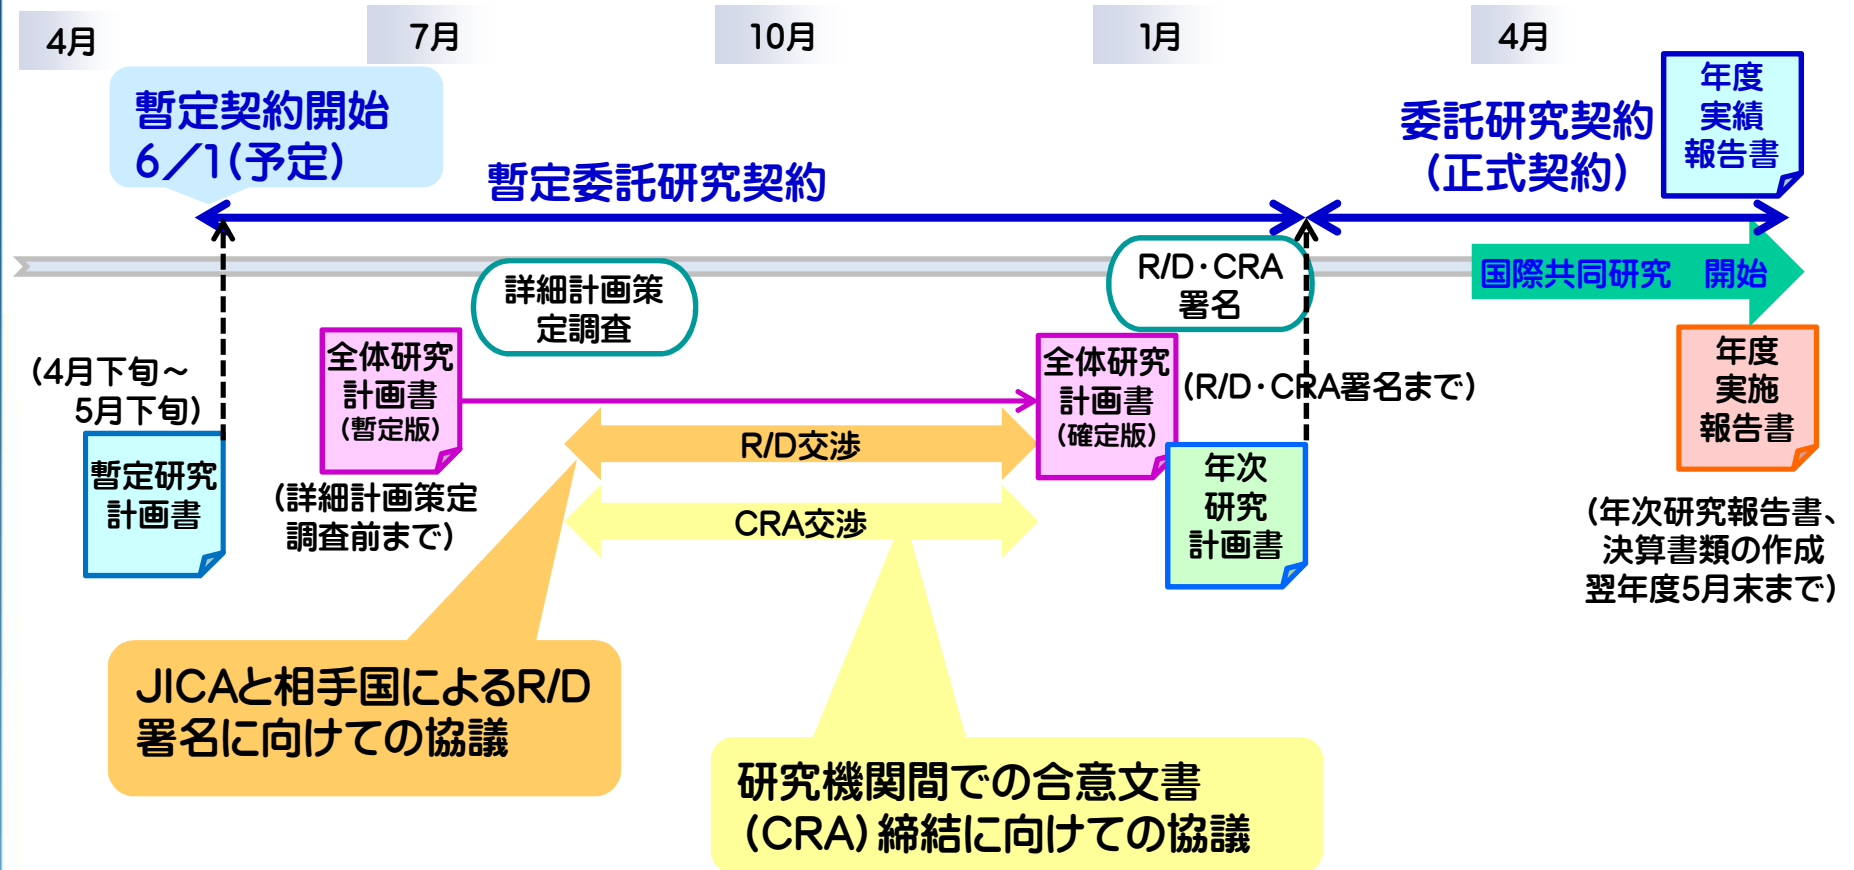 4月
7月
10月
1月
4月
暫定契約開始
6／1(予定)
暫定委託研究契約
委託研究契約
(正式契約)
年度
実績
報告書
詳細計画策
定調査
R/D・CRA
署名
国際共同研究　開始
(4月下旬～
5月下旬)
暫定研究
計画書
全体研究
計画書
(暫定版)
(詳細計画策定
調査前まで)
R/D交渉
CRA交渉
全体研究
計画書
(確定版)
(R/D・CRA署名まで)
年次
研究
計画書
年度
実施
報告書
(年次研究報告書、
決算書類の作成
翌年度5月末まで)
JICAと相手国によるR/D
署名に向けての協議
研究機関間での合意文書
(CRA)締結に向けての協議